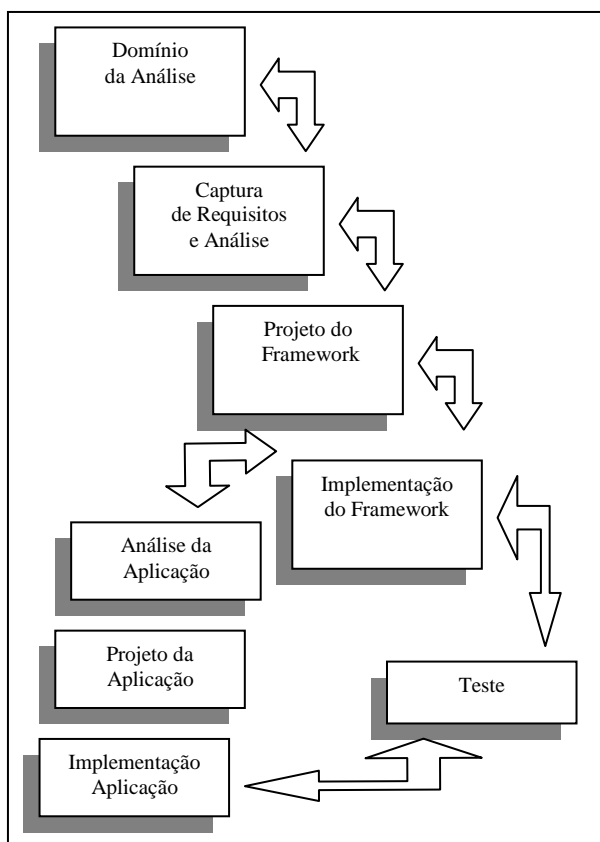 Domínio
da Análise
Captura
de Requisitos
e Análise
Projeto do
Framework
Implementação
do Framework
Análise da
Aplicação
Projeto da
Aplicação
Teste
Implementação
Aplicação